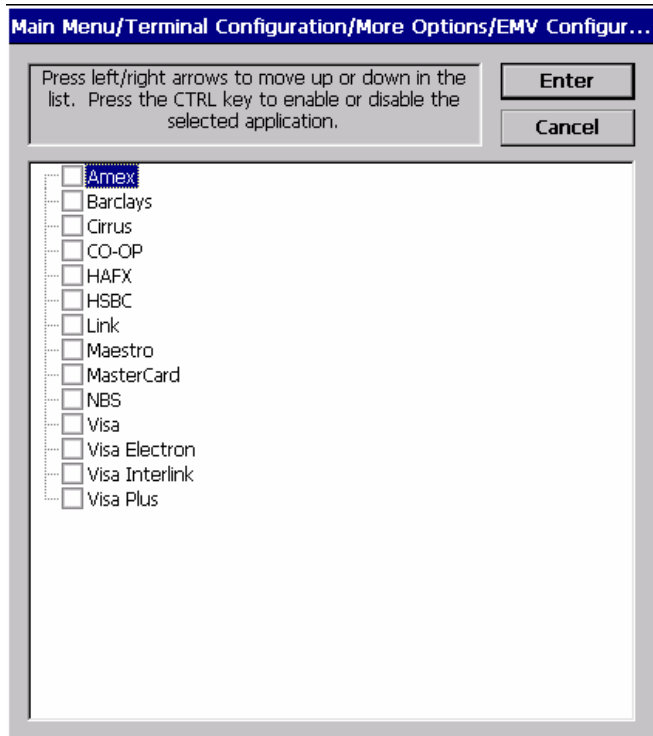 Main Menu/Terminal Configuration/More Options/EMV Configur...
Press left/right arrows to move up or down in the
list. Press the CTRL key to enable or disable the
selected application.
Enter
Cancel
Amex
Barclays
Cirrus
CO-OP
HAFX
HSBC
Link
Maestro
MasterCard
NBS
Visa
Visa Electron
Visa Interlink
Visa Plus